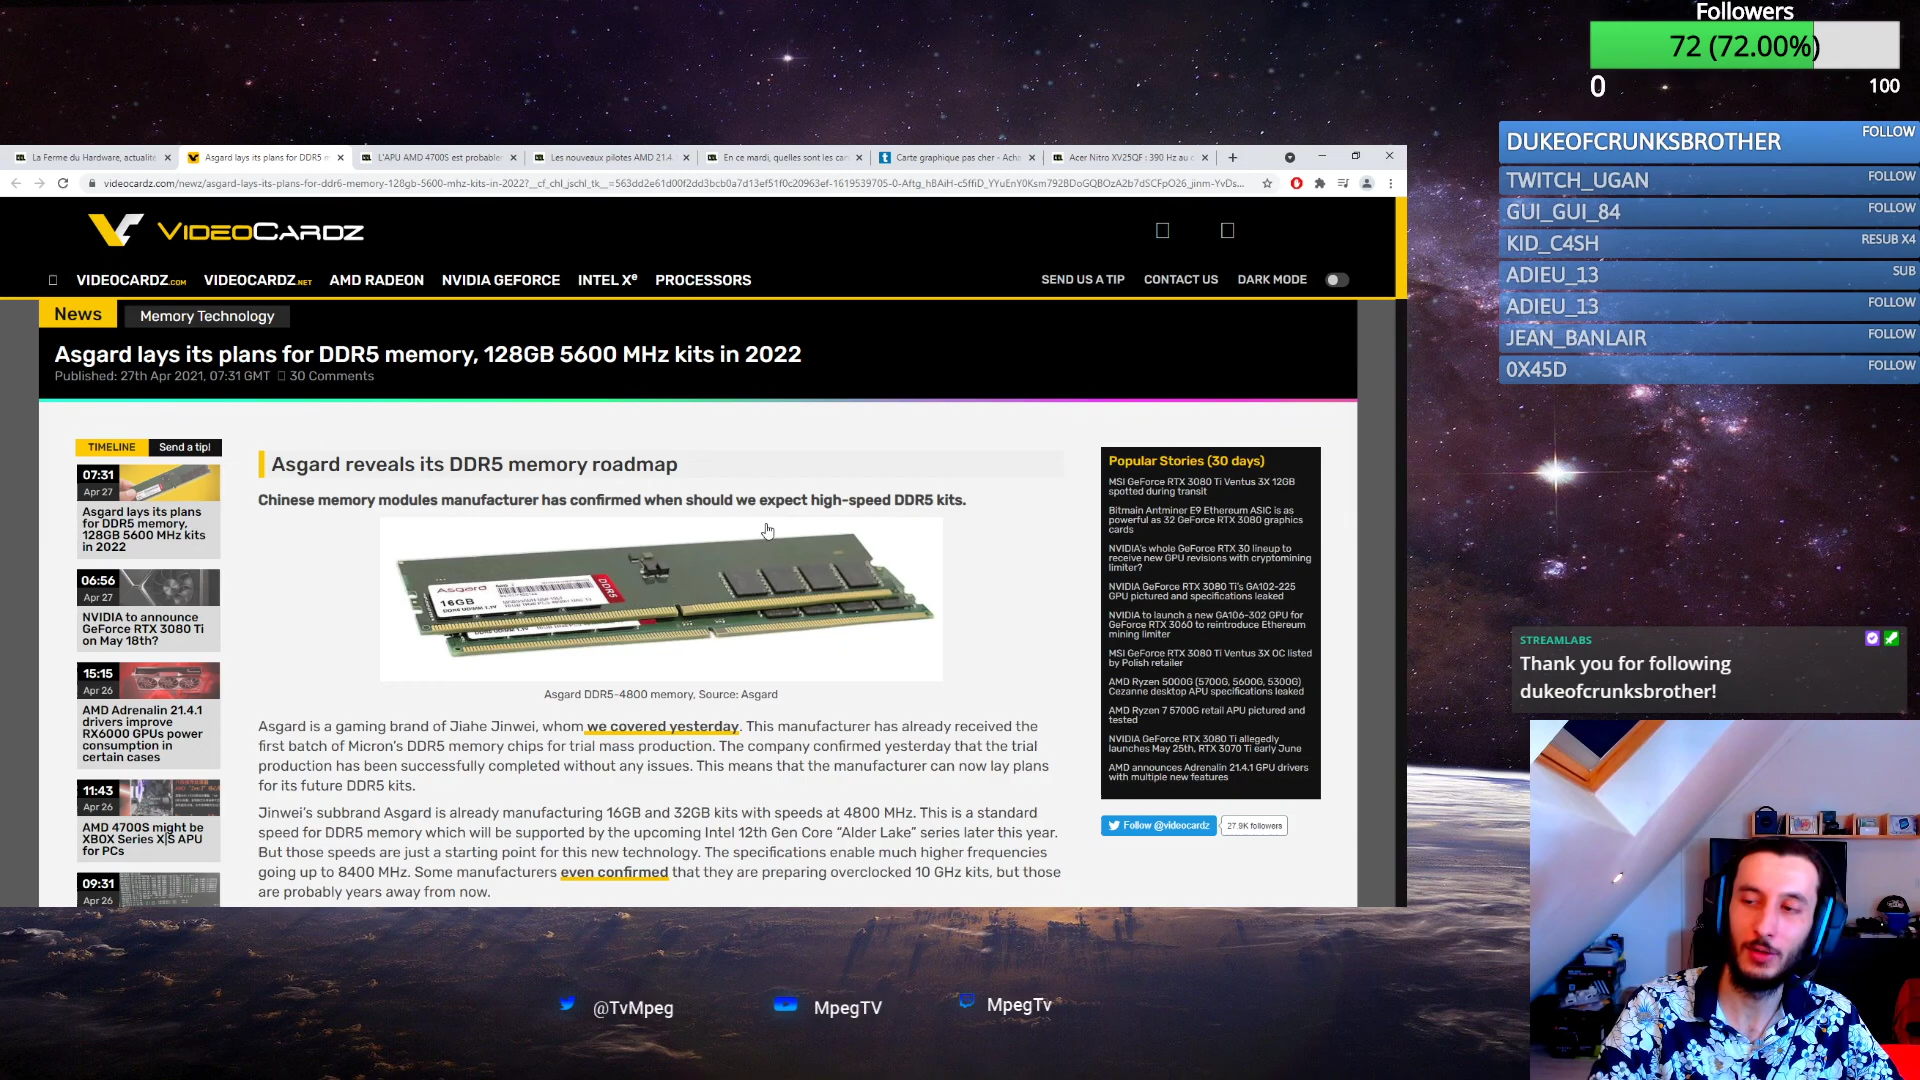 Followers
72 (72.00%)
0
100
DUKEOFCRUNKSBROTHER FOLLOW
TWITCH_UGAN FOLLOW
GUI_GUI_84 FOLLOW
KID_C4SH RESUB X4
ADIEU_13 SUB
ADIEU_13 FOLLOW
JEAN_BANLAIR FOLLOW
0X45D FOLLOW
La Ferme du Hardware, actualité
Asgard lays its plans for DDR5 m
L'APU AMD 4700S est probable
Les nouveaux pilotes AMD 21.4.
En ce mardi, quelles sont les car
Carte graphique pas cher - Ach
Acer Nitro XV25QF : 390 Hz au
VIDEOCARDZ
VIDEOCARDZ.COM VIDEOCARDZ.NET AMD RADEON NVIDIA GEFORCE INTEL Xe PROCESSORS
SEND US A TIP CONTACT US DARK MODE
News Memory Technology
Asgard lays its plans for DDR5 memory, 128GB 5600 MHz kits in 2022
Published: 27th Apr 2021, 07:31 GMT 30 Comments
TIMELINE Send a tip!
07:31
Apr 27
Asgard lays its plans
for DDR5 memory,
128GB 5600 MHz kits
in 2022
06:56
Apr 27
NVIDIA to announce
GeForce RTX 3080 Ti
on May 18th?
15:15
Apr 26
AMD Adrenalin 21.4.1
drivers improve
RX6000 GPUs power
consumption in
certain cases
11:43
Apr 26
AMD 4700S might be
XBOX Series X|S APU
for PCs
09:31
Apr 26
Asgard reveals its DDR5 memory roadmap
Chinese memory modules manufacturer has confirmed when should we expect high-speed DDR5 kits.
Asgard
16GB
DDR5
Asgard DDR5-4800 memory, Source: Asgard
Asgard is a gaming brand of Jiahe Jinwei, whom we covered yesterday. This manufacturer has already received the
first batch of Micron's DDR5 memory chips for trial mass production. The company confirmed yesterday that the trial
production has been successfully completed without any issues. This means that the manufacturer can now lay plans
for its future DDR5 kits.
Jinwei's subbrand Asgard is already manufacturing 16GB and 32GB kits with speeds at 4800 MHz. This is a standard
speed for DDR5 memory which will be supported by the upcoming Intel 12th Gen Core "Alder Lake" series later this year.
But those speeds are just a starting point for this new technology. The specifications enable much higher frequencies
going up to 8400 MHz. Some manufacturers even confirmed that they are preparing overclocked 10 GHz kits, but those
are probably years away from now.
Popular Stories (30 days)
MSI GeForce RTX 3080 Ti Ventus 3X 12GB
spotted during transit
Bitmain Antminer E9 Ethereum ASIC is as
powerful as 32 GeForce RTX 3080 graphics
cards
NVIDIA's whole GeForce RTX 30 lineup to
receive new GPU revisions with cryptomining
limiter?
NVIDIA GeForce RTX 3080 Ti's GA102-225
GPU pictured and specifications leaked
NVIDIA to launch a new GA106-302 GPU for
GeForce RTX 3060 to reintroduce Ethereum
mining limiter
MSI GeForce RTX 3080 Ti Ventus 3X OC listed
by Polish retailer
AMD Ryzen 5000G (5700G, 5600G, 5300G)
Cezanne desktop APU specifications leaked
AMD Ryzen 7 5700G retail APU pictured and
tested
NVIDIA GeForce RTX 3080 Ti allegedly
launches May 25th, RTX 3070 Ti early June
AMD announces Adrenalin 21.4.1 GPU drivers
with multiple new features
Follow @videocardz 27.9K followers
STREAMLABS
Thank you for following
dukeofcrunksbrother!
@TvMpeg
MpegTV
MpegTv